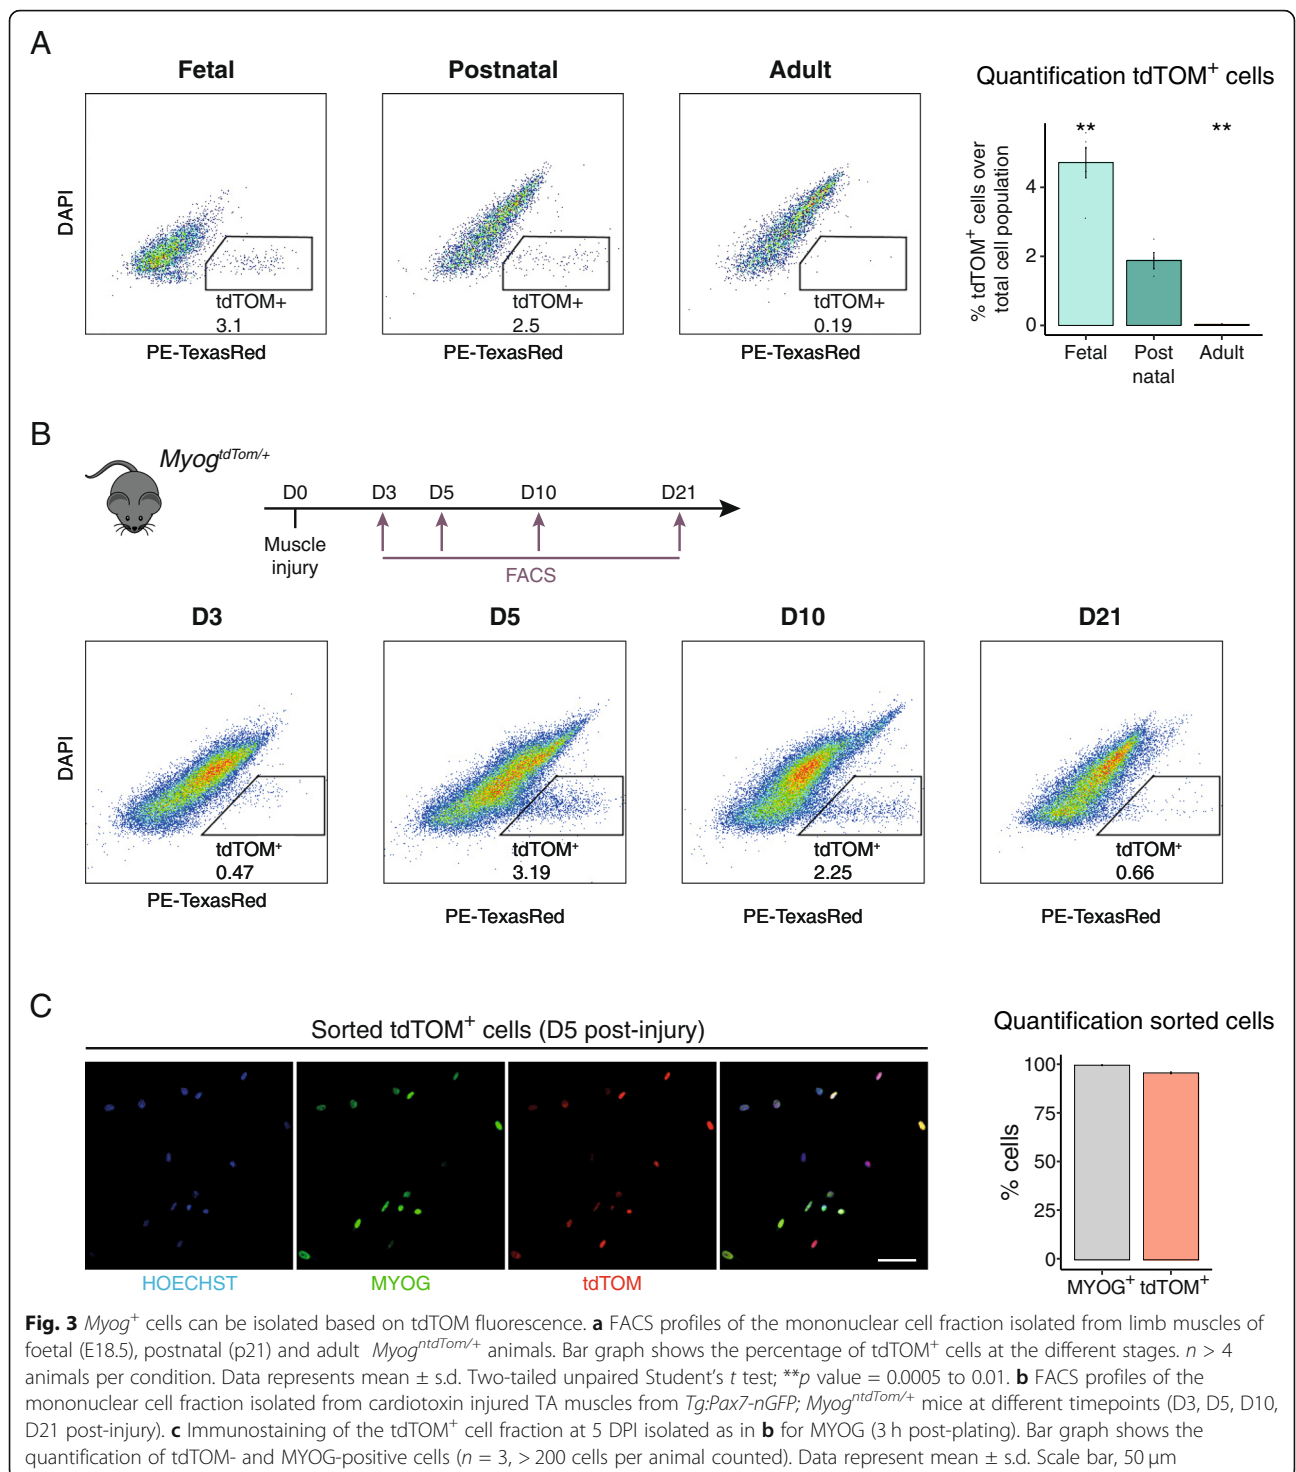 A
Fetal
Postnatal
Adult
Quantification tdTOM⁺ cells
DAPI
tdTOM+
3.1
PE-TexasRed
tdTOM+
2.5
PE-TexasRed
tdTOM+
0.19
PE-TexasRed
% tdTOM⁺ cells over
total cell population
**
**
4
2
0
Fetal
Post
natal
Adult
B
Myog^tdTom/+
D0 D3 D5 D10 D21
Muscle
injury
FACS
D3
D5
D10
D21
DAPI
tdTOM⁺
0.47
PE-TexasRed
tdTOM⁺
3.19
PE-TexasRed
tdTOM⁺
2.25
PE-TexasRed
tdTOM⁺
0.66
PE-TexasRed
C
Sorted tdTOM⁺ cells (D5 post-injury)
HOECHST
MYOG
tdTOM
Quantification sorted cells
% cells
100
75
50
25
0
MYOG⁺ tdTOM⁺
Fig. 3 Myog⁺ cells can be isolated based on tdTOM fluorescence. a FACS profiles of the mononuclear cell fraction isolated from limb muscles of
foetal (E18.5), postnatal (p21) and adult Myog^ntdTom/+ animals. Bar graph shows the percentage of tdTOM⁺ cells at the different stages. n > 4
animals per condition. Data represents mean ± s.d. Two-tailed unpaired Student's t test; **p value = 0.0005 to 0.01. b FACS profiles of the
mononuclear cell fraction isolated from cardiotoxin injured TA muscles from Tg:Pax7-nGFP; Myog^ntdTom/+ mice at different timepoints (D3, D5, D10,
D21 post-injury). c Immunostaining of the tdTOM⁺ cell fraction at 5 DPI isolated as in b for MYOG (3 h post-plating). Bar graph shows the
quantification of tdTOM- and MYOG-positive cells (n = 3, > 200 cells per animal counted). Data represent mean ± s.d. Scale bar, 50 μm